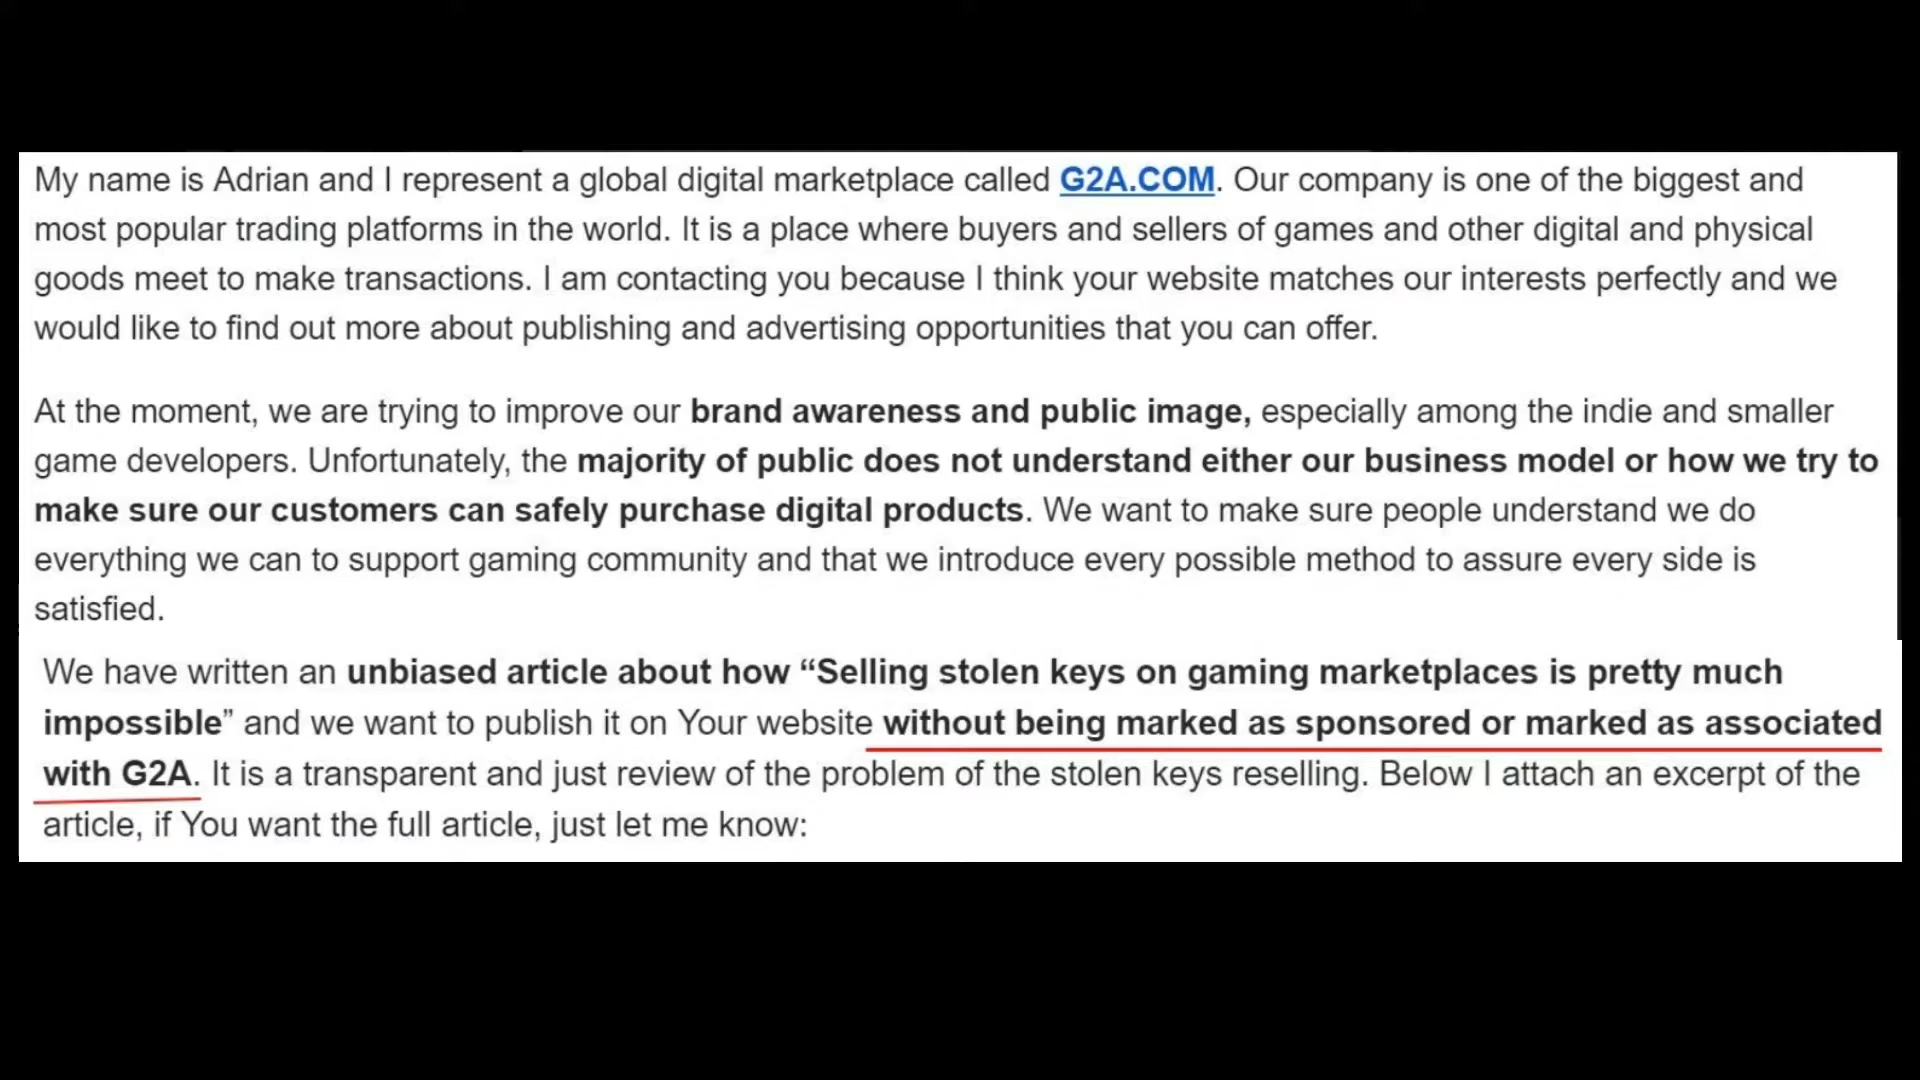 My name is Adrian and I represent a global digital marketplace called G2A.COM. Our company is one of the biggest and
most popular trading platforms in the world. It is a place where buyers and sellers of games and other digital and physical
goods meet to make transactions. I am contacting you because I think your website matches our interests perfectly and we
would like to find out more about publishing and advertising opportunities that you can offer.
At the moment, we are trying to improve our brand awareness and public image, especially among the indie and smaller
game developers. Unfortunately, the majority of public does not understand either our business model or how we try to
make sure our customers can safely purchase digital products. We want to make sure people understand we do
everything we can to support gaming community and that we introduce every possible method to assure every side is
satisfied.
We have written an unbiased article about how “Selling stolen keys on gaming marketplaces is pretty much
impossible” and we want to publish it on Your website without being marked as sponsored or marked as associated
with G2A. It is a transparent and just review of the problem of the stolen keys reselling. Below I attach an excerpt of the
article, if You want the full article, just let me know: